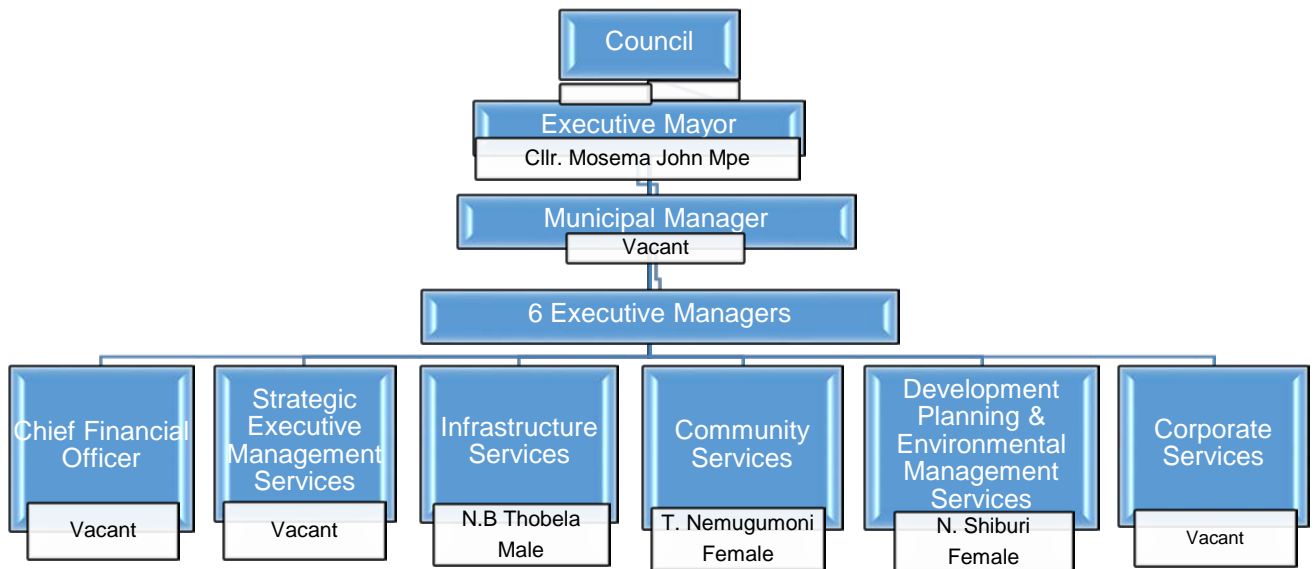 Council
Executive Mayor
Cllr. Mosema John Mpe
Municipal Manager
Vacant
6 Executive Managers
Chief Financial
Officer
Vacant
Strategic
Executive
Management
Services
Vacant
Infrastructure
Services
N.B Thobela
Male
Community
Services
T. Nemugumoni
Female
Development
Planning &
Environmental
Management
Services
N. Shiburi
Female
Corporate
Services
Vacant